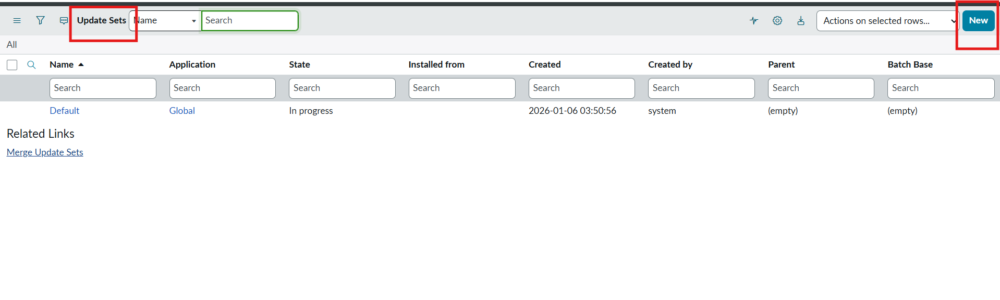 Update Sets Name Search Actions on selected rows... New
All
Name Application State Installed from Created Created by Parent Batch Base
Search Search Search Search Search Search Search Search
Default Global In progress 2026-01-06 03:50:56 system (empty) (empty)
Related Links
Merge Update Sets